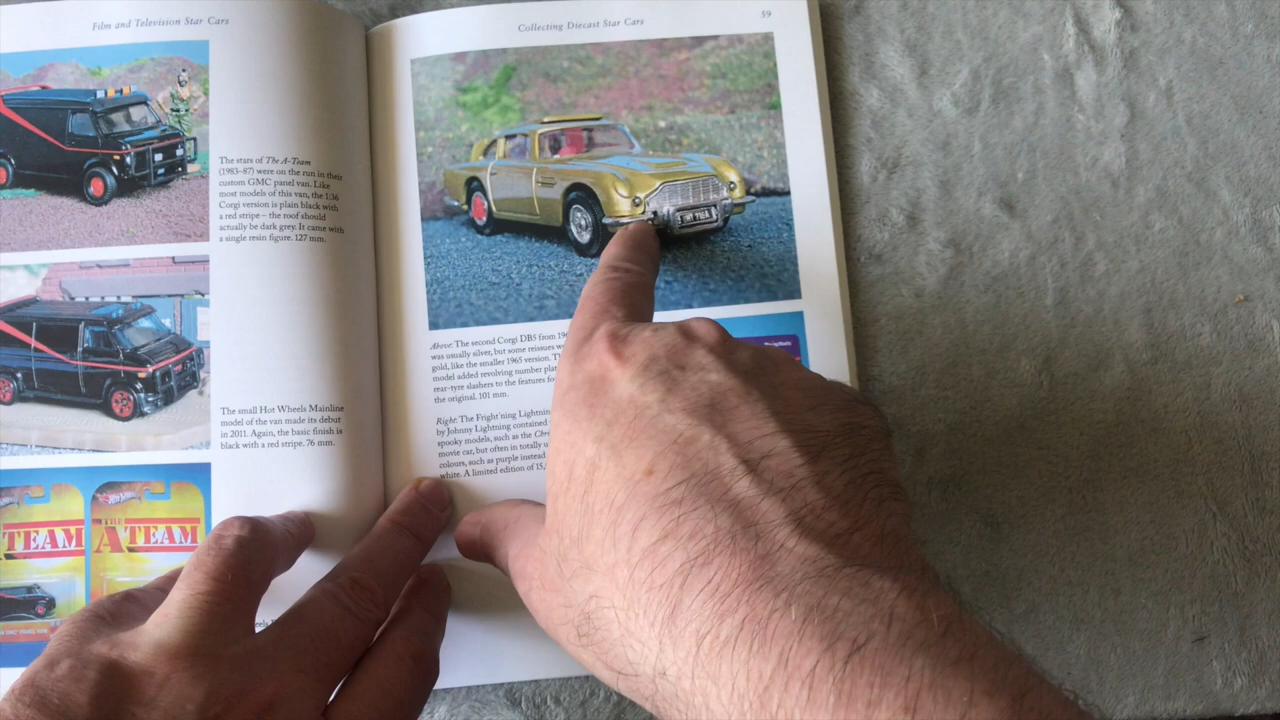 Film and Television Star Cars
The stars of The A-Team
(1983–87) were on the run in their
custom GMC panel van. Like
most models of this van, the 1:36
Corgi version is plain black with
a red stripe – the roof should
actually be dark grey. It came with
a single resin figure. 127 mm.
The small Hot Wheels Mainline
model of the van made its debut
in 2011. Again, the basic finish is
black with a red stripe. 76 mm.
TEAM
THE
A TEAM
Collecting Diecast Star Cars
59
Above: The second Corgi DB5 from
was usually silver, but some reissues
gold, like the smaller 1965 version.
model added revolving number
rear-tyre slashers to the features
the original. 101 mm.
Right: The Fright'ning Lightning
by Johnny Lightning contained
spooky models, such as the
movie car, but often in totally
colours, such as purple instead
white. A limited edition of 15,